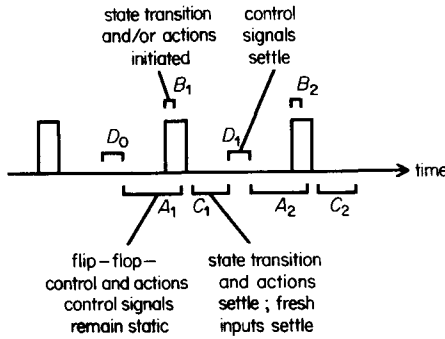 state transition
and/or actions
initiated
control
signals
settle
B1
B2
D0
D1
time
A1
C1
A2
C2
flip-flop-
control and actions
control signals
remain static
state transition
and actions
settle; fresh
inputs settle